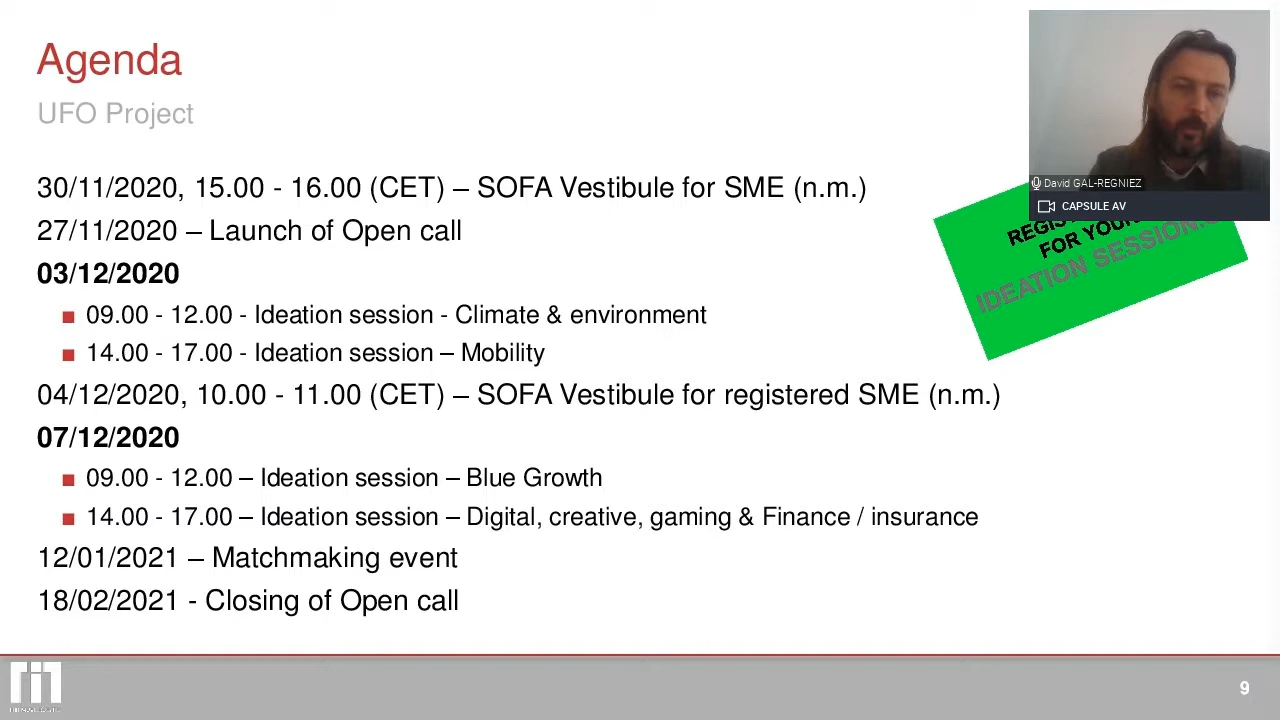 Agenda
UFO Project
30/11/2020, 15.00 - 16.00 (CET) – SOFA Vestibule for SME (n.m.)
27/11/2020 – Launch of Open call
03/12/2020
09.00 - 12.00 - Ideation session - Climate & environment
14.00 - 17.00 - Ideation session – Mobility
04/12/2020, 10.00 - 11.00 (CET) – SOFA Vestibule for registered SME (n.m.)
07/12/2020
09.00 - 12.00 – Ideation session – Blue Growth
14.00 - 17.00 – Ideation session – Digital, creative, gaming & Finance / insurance
12/01/2021 – Matchmaking event
18/02/2021 - Closing of Open call
David GAL-REGNIEZ
CAPSULE AV
FOR YOUR
IDEATION SESSION
9